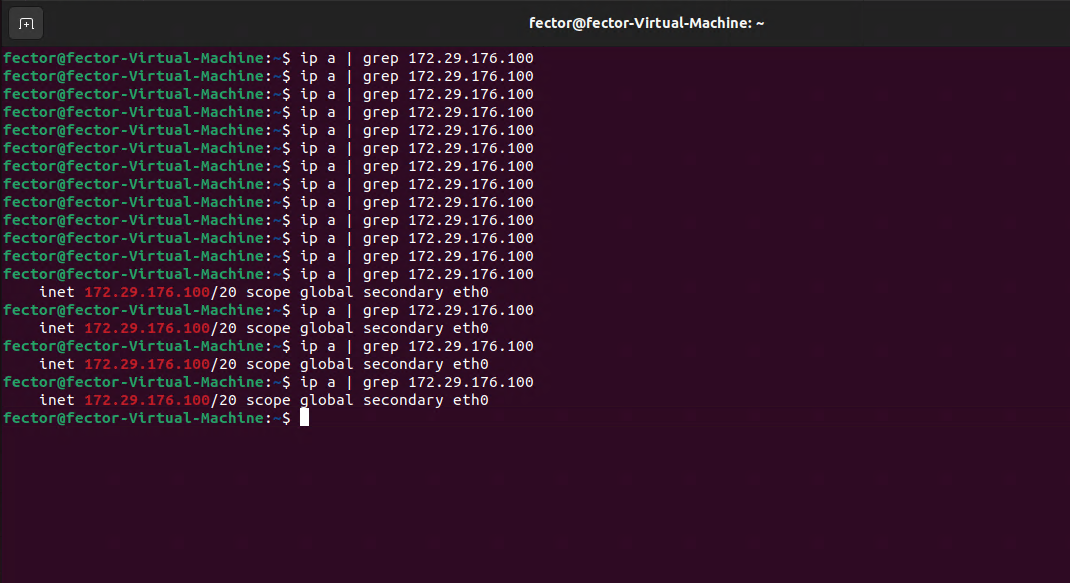 fector@fector-Virtual-Machine: ~
fector@fector-Virtual-Machine:~$ ip a | grep 172.29.176.100
fector@fector-Virtual-Machine:~$ ip a | grep 172.29.176.100
fector@fector-Virtual-Machine:~$ ip a | grep 172.29.176.100
fector@fector-Virtual-Machine:~$ ip a | grep 172.29.176.100
fector@fector-Virtual-Machine:~$ ip a | grep 172.29.176.100
fector@fector-Virtual-Machine:~$ ip a | grep 172.29.176.100
fector@fector-Virtual-Machine:~$ ip a | grep 172.29.176.100
fector@fector-Virtual-Machine:~$ ip a | grep 172.29.176.100
fector@fector-Virtual-Machine:~$ ip a | grep 172.29.176.100
fector@fector-Virtual-Machine:~$ ip a | grep 172.29.176.100
fector@fector-Virtual-Machine:~$ ip a | grep 172.29.176.100
fector@fector-Virtual-Machine:~$ ip a | grep 172.29.176.100
fector@fector-Virtual-Machine:~$ ip a | grep 172.29.176.100
    inet 172.29.176.100/20 scope global secondary eth0
fector@fector-Virtual-Machine:~$ ip a | grep 172.29.176.100
    inet 172.29.176.100/20 scope global secondary eth0
fector@fector-Virtual-Machine:~$ ip a | grep 172.29.176.100
    inet 172.29.176.100/20 scope global secondary eth0
fector@fector-Virtual-Machine:~$ ip a | grep 172.29.176.100
    inet 172.29.176.100/20 scope global secondary eth0
fector@fector-Virtual-Machine:~$